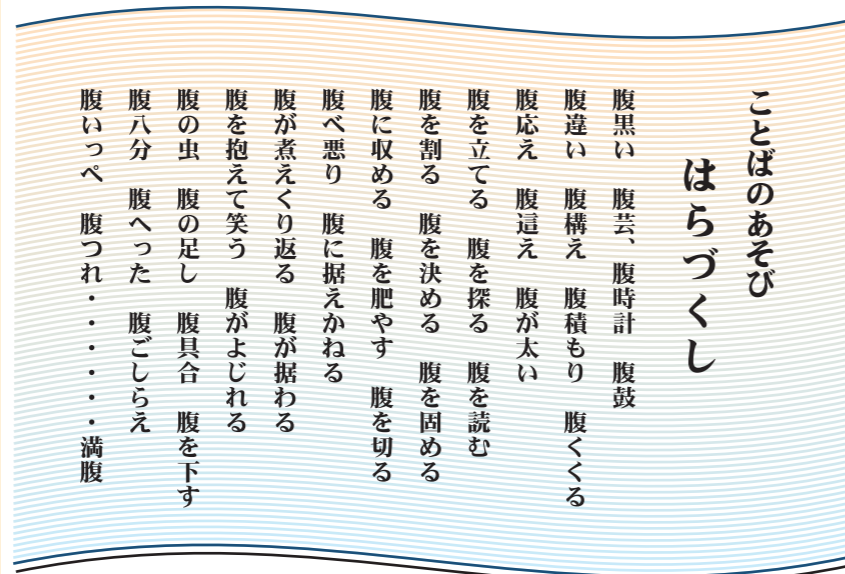 ことばのあそび
はらづくし
腹黒い　腹芸、腹時計　腹鼓
腹違い　腹構え　腹積もり　腹くくる
腹応え　腹這え　腹が太い
腹を立てる　腹を探る　腹を読む
腹を割る　腹を決める　腹を固める
腹に収める　腹を肥やす　腹を切る
腹べ悪り　腹に据えかねる
腹が煮えくり返る　腹が据わる
腹を抱えて笑う　腹がよじれる
腹の虫　腹の足し　腹具合　腹を下す
腹八分　腹へった　腹ごしらえ
腹いっぺ　腹つれ・・・・・・満腹